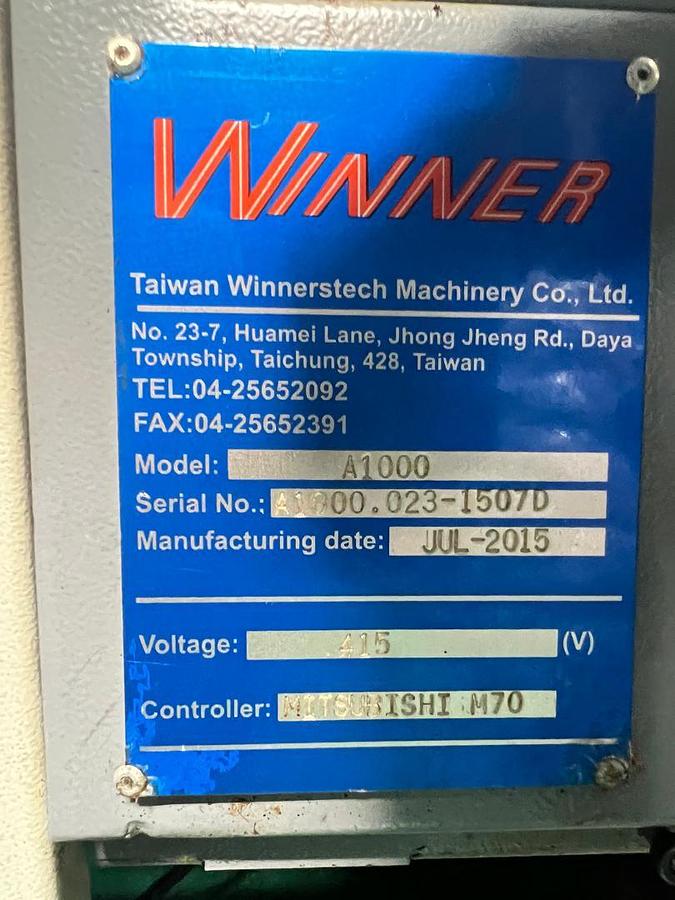 WINNER
Taiwan Winnerstech Machinery Co., Ltd.
No. 23-7, Huamei Lane, Jhong Jheng Rd., Daya
Township, Taichung, 428, Taiwan
TEL:04-25652092
FAX:04-25652391
Model: A1000
Serial No.: A1000.023-1507D
Manufacturing date: JUL-2015
Voltage: 415 (V)
Controller: MITSUBISHI M70